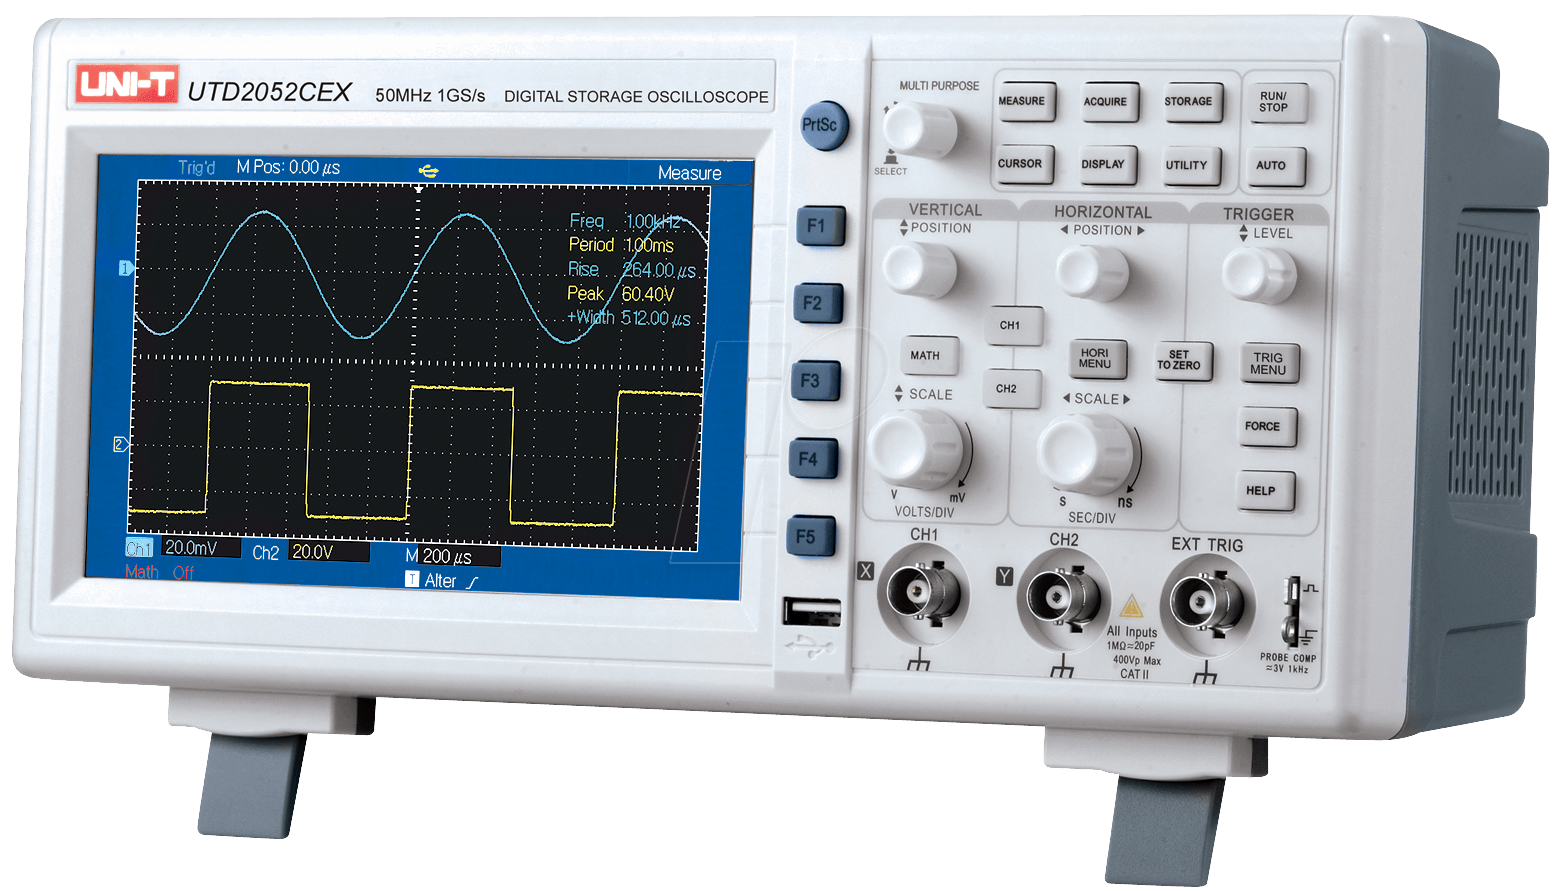 UNI-T UTD2052CEX 50MHz 1GS/s DIGITAL STORAGE OSCILLOSCOPE
Trig'd M Pos: 0.00 μs Measure
Freq 1.00kHz
Period 1.00ms
Rise 264.00 μs
Peak 60.40V
+Width 512.00 μs
1
2
Ch1 20.0mV Ch2 20.0V M 200 μs
Math Off T Alter
PrtSc
F1
F2
F3
F4
F5
MULTI PURPOSE
SELECT
MEASURE ACQUIRE STORAGE RUN/
STOP
CURSOR DISPLAY UTILITY AUTO
VERTICAL HORIZONTAL TRIGGER
POSITION POSITION LEVEL
CH1
MATH HORI
MENU SET
TO ZERO TRIG
MENU
CH2
SCALE SCALE
FORCE
HELP
V mV s ns
VOLTS/DIV SEC/DIV
CH1 CH2 EXT TRIG
X Y
All Inputs
1MΩ≈20pF
400Vp Max
CAT II
PROBE COMP
≈3V 1kHz